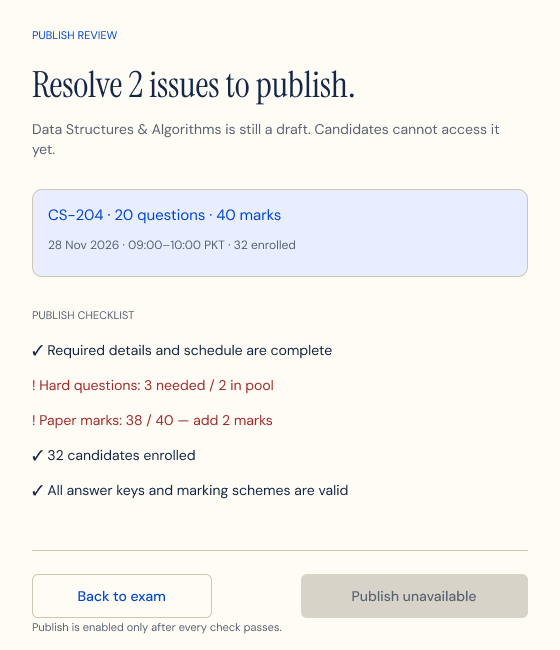 PUBLISH REVIEW
Resolve 2 issues to publish.
Data Structures & Algorithms is still a draft. Candidates cannot access it
yet.
CS-204 · 20 questions · 40 marks
28 Nov 2026 · 09:00–10:00 PKT · 32 enrolled
PUBLISH CHECKLIST
✓ Required details and schedule are complete
! Hard questions: 3 needed / 2 in pool
! Paper marks: 38 / 40 — add 2 marks
✓ 32 candidates enrolled
✓ All answer keys and marking schemes are valid
Back to exam
Publish unavailable
Publish is enabled only after every check passes.